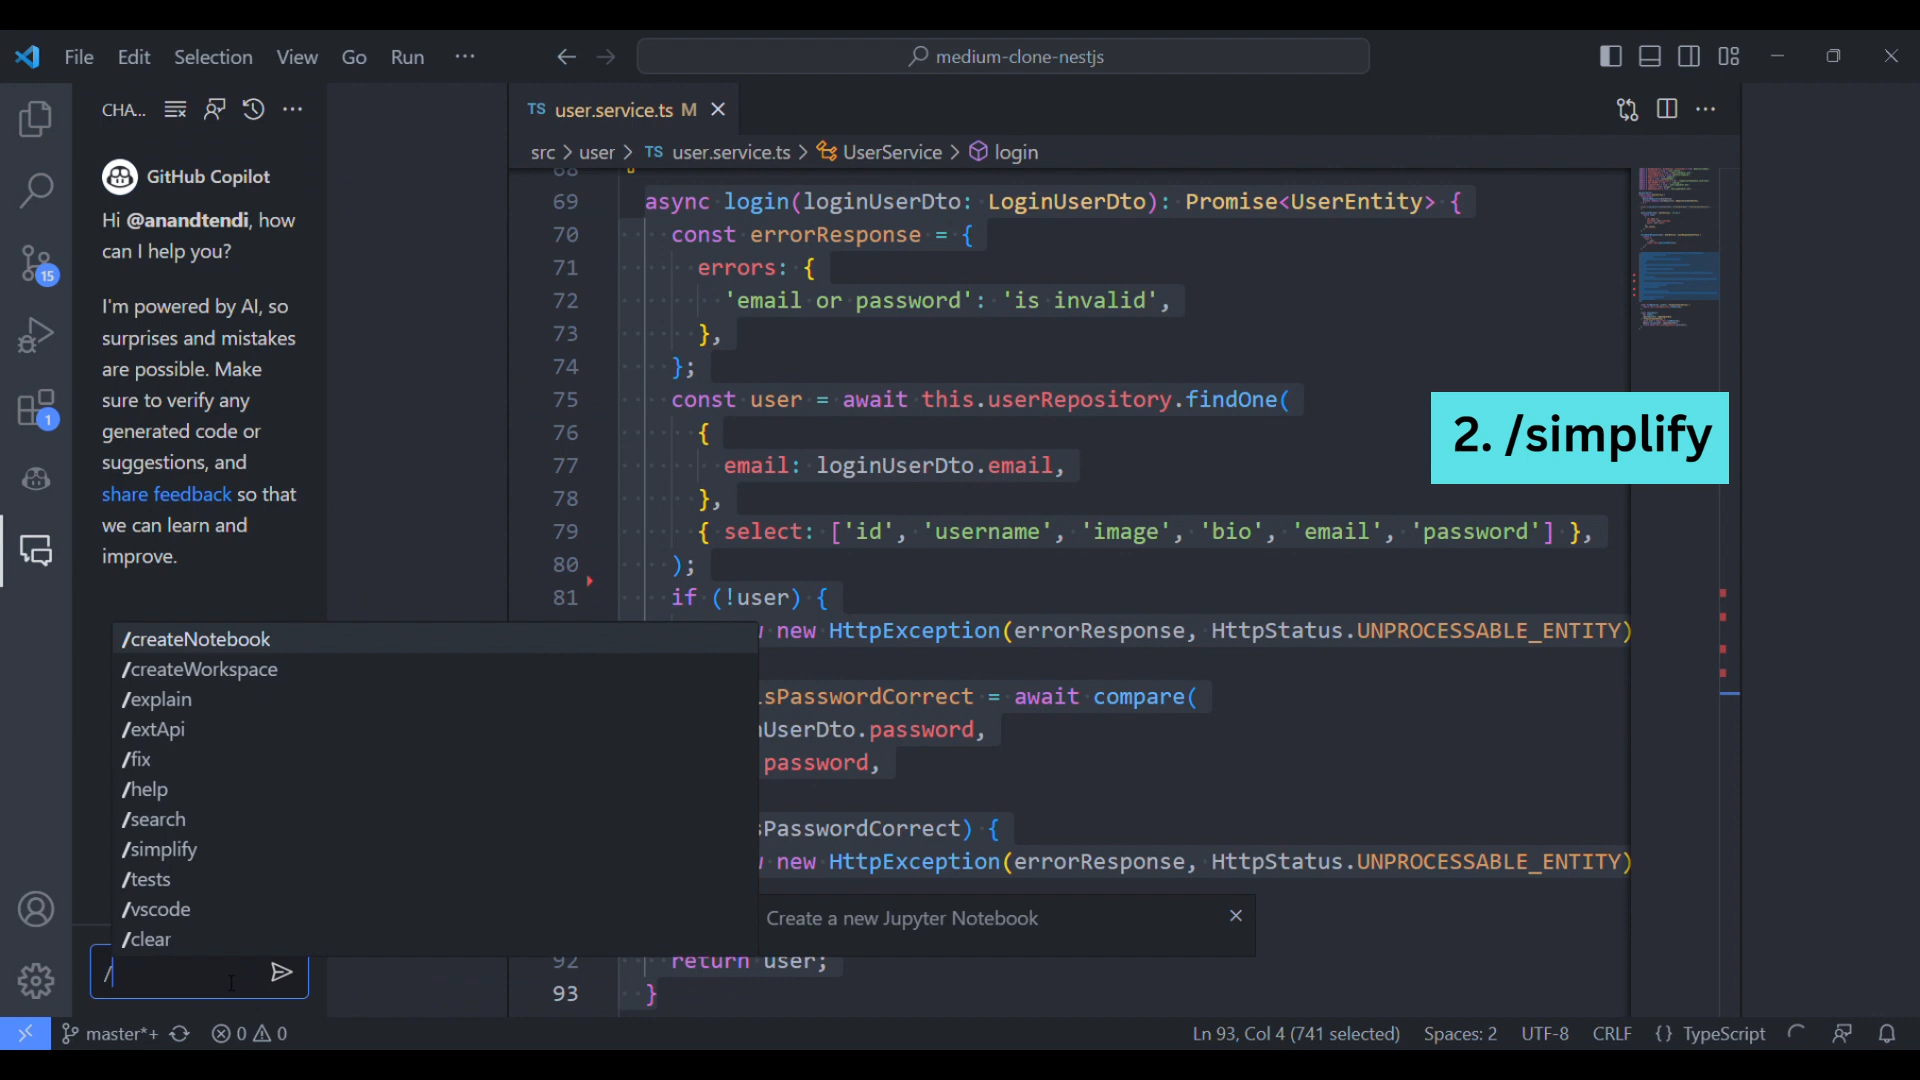 File Edit Selection View Go Run ··· medium-clone-nestjs
CHA...
GitHub Copilot
Hi @anandtendi, how
can I help you?
I'm powered by AI, so
surprises and mistakes
are possible. Make
sure to verify any
generated code or
suggestions, and
share feedback so that
we can learn and
improve.
15
1
/createNotebook
/createWorkspace
/explain
/extApi
/fix
/help
/search
/simplify
/tests
/vscode
/clear
/
TS user.service.ts M
src > user > TS user.service.ts > UserService > login
68
69 async login(loginUserDto: LoginUserDto): Promise<UserEntity> {
70 const errorResponse = {
71 errors: {
72 'email or password': 'is invalid',
73 },
74 };
75 const user = await this.userRepository.findOne(
76 {
77 email: loginUserDto.email,
78 },
79 { select: ['id', 'username', 'image', 'bio', 'email', 'password'] },
80 );
81 if (!user) {
new HttpException(errorResponse, HttpStatus.UNPROCESSABLE_ENTITY)
sPasswordCorrect = await compare(
UserDto.password,
password,
sPasswordCorrect) {
new HttpException(errorResponse, HttpStatus.UNPROCESSABLE_ENTITY)
Create a new Jupyter Notebook
92 return user;
93 }
2. /simplify
master*+ 0 0 Ln 93, Col 4 (741 selected) Spaces: 2 UTF-8 CRLF {} TypeScript